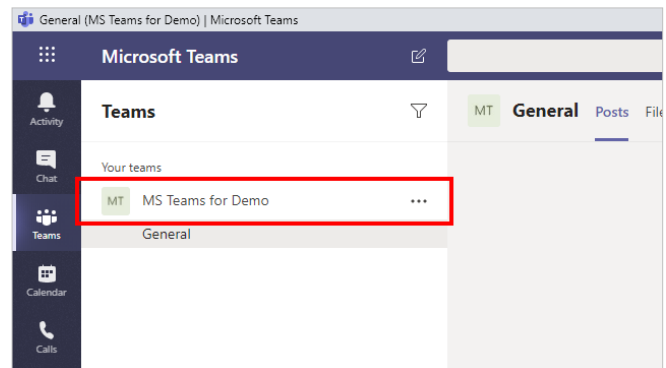 General (MS Teams for Demo) | Microsoft Teams
Microsoft Teams
Activity
Chat
Teams
Calendar
Calls
Teams
Your teams
MT MS Teams for Demo ...
General
MT General Posts File